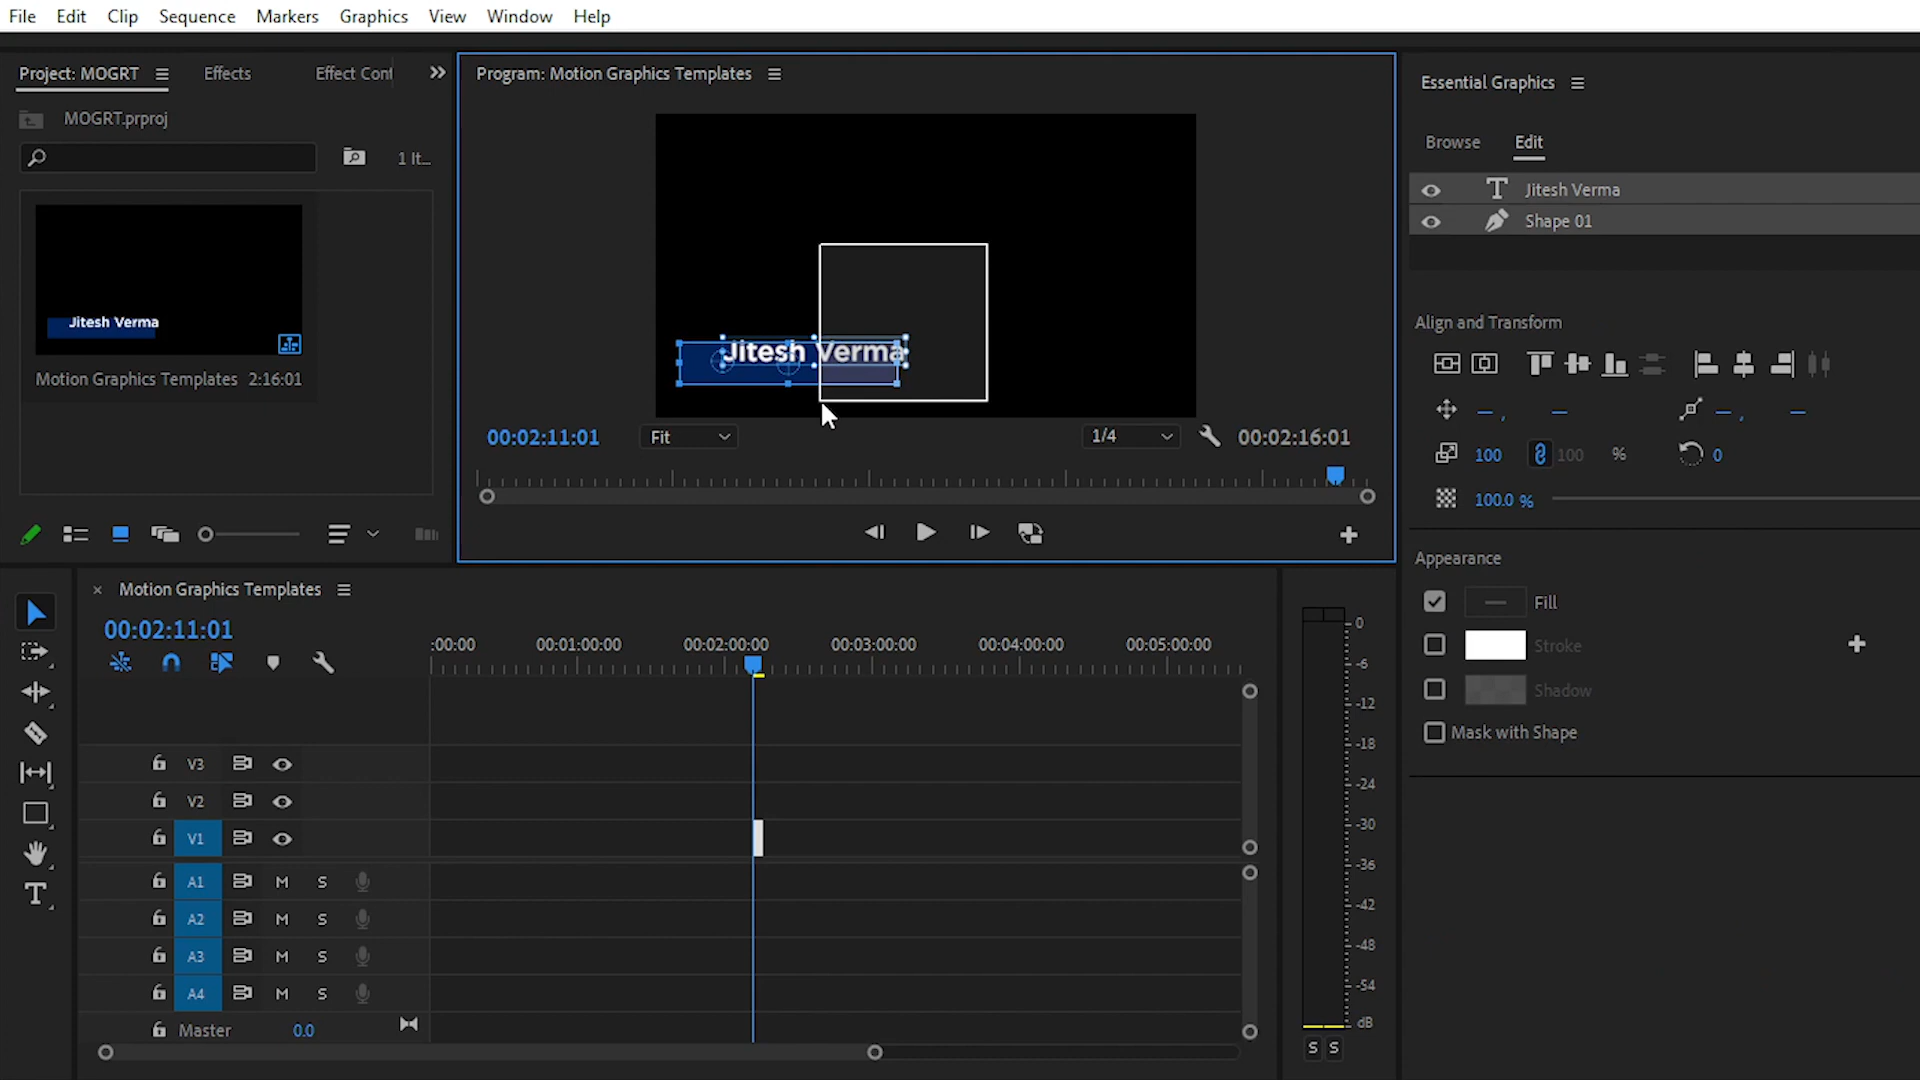 File Edit Clip Sequence Markers Graphics View Window Help
Project: MOGRT Effects Effect Cont
MOGRT.prproj
1 It...
Jitesh Verma
Motion Graphics Templates 2:16:01
Program: Motion Graphics Templates
Jitesh Verma
00:02:11:01 Fit 1/4 00:02:16:01
Essential Graphics
Browse Edit
Jitesh Verma
Shape 01
Align and Transform
100 100 % 0
100.0 %
Appearance
Fill
Stroke
Shadow
Mask with Shape
× Motion Graphics Templates
00:02:11:01
:00:00 00:01:00:00 00:02:00:00 00:03:00:00 00:04:00:00 00:05:00:00
V3
V2
V1
A1 M S
A2 M S
A3 M S
A4 M S
Master 0.0
0
-6
-12
-18
-24
-30
-36
-42
-48
-54
dB
S S